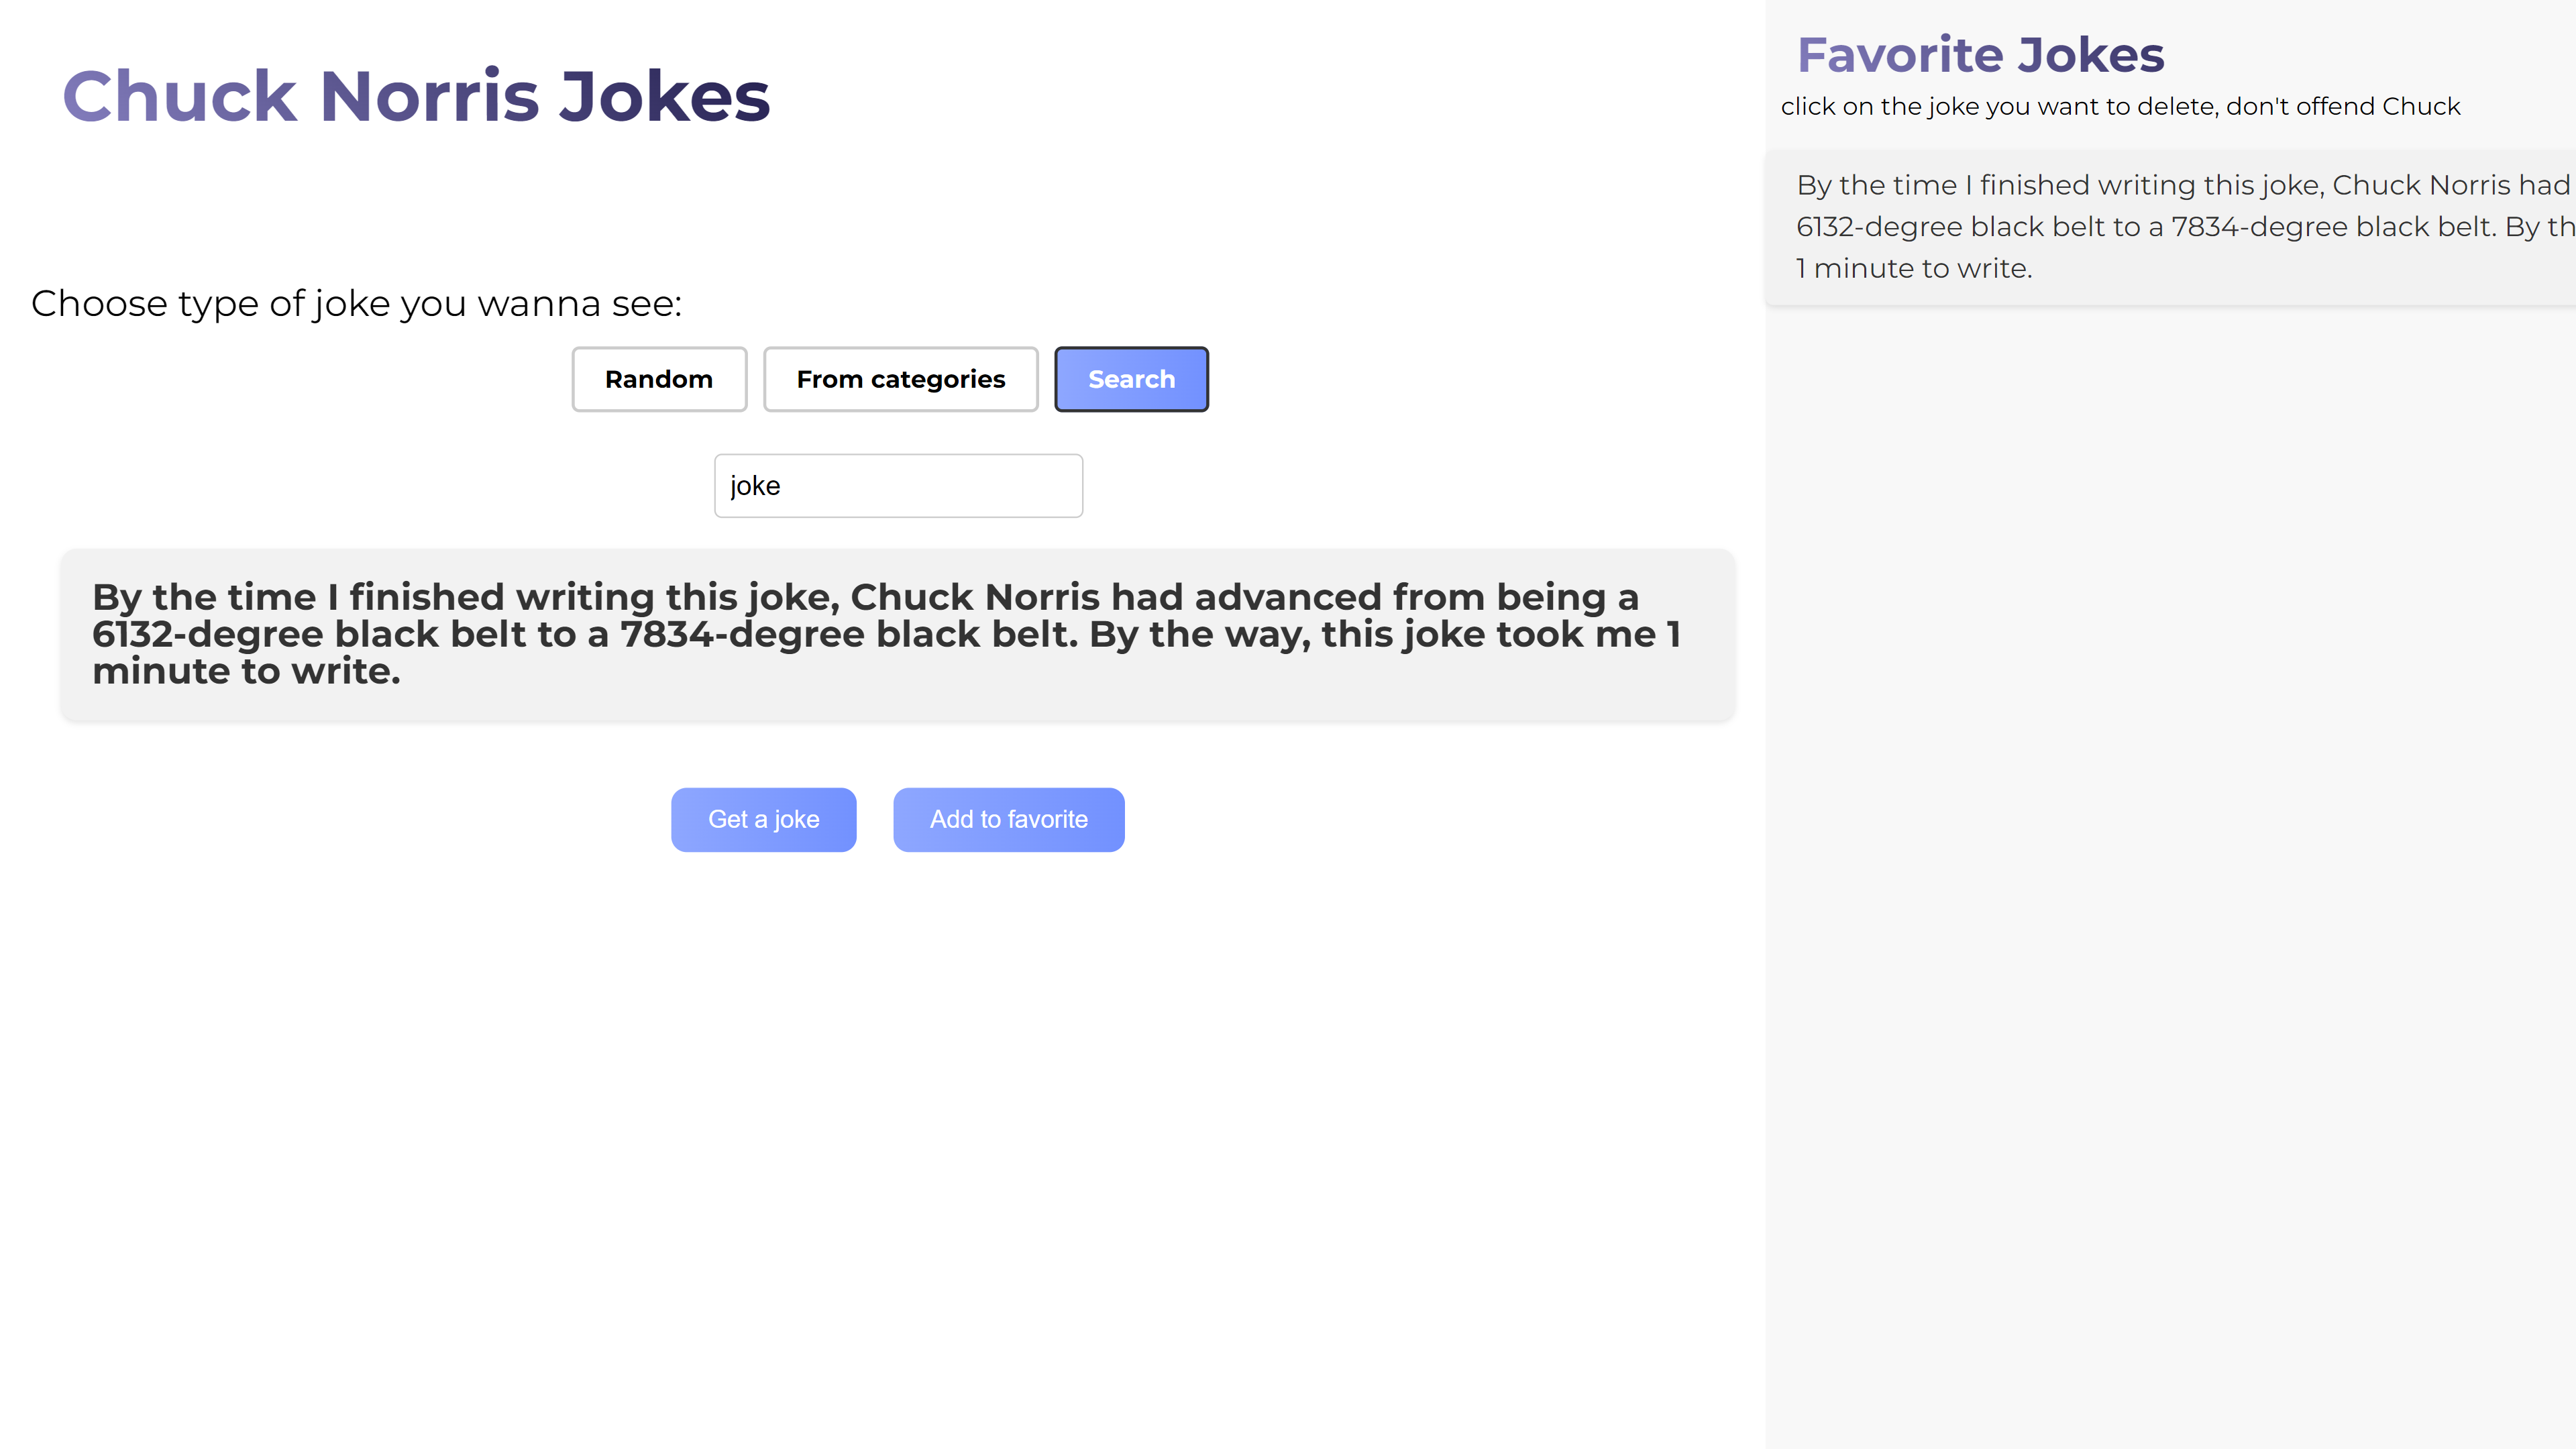 Chuck Norris Jokes
Choose type of joke you wanna see:
Random
From categories
Search
joke
By the time I finished writing this joke, Chuck Norris had advanced from being a
6132-degree black belt to a 7834-degree black belt. By the way, this joke took me 1
minute to write.
Get a joke
Add to favorite
Favorite Jokes
click on the joke you want to delete, don't offend Chuck
By the time I finished writing this joke, Chuck Norris had
6132-degree black belt to a 7834-degree black belt. By th
1 minute to write.